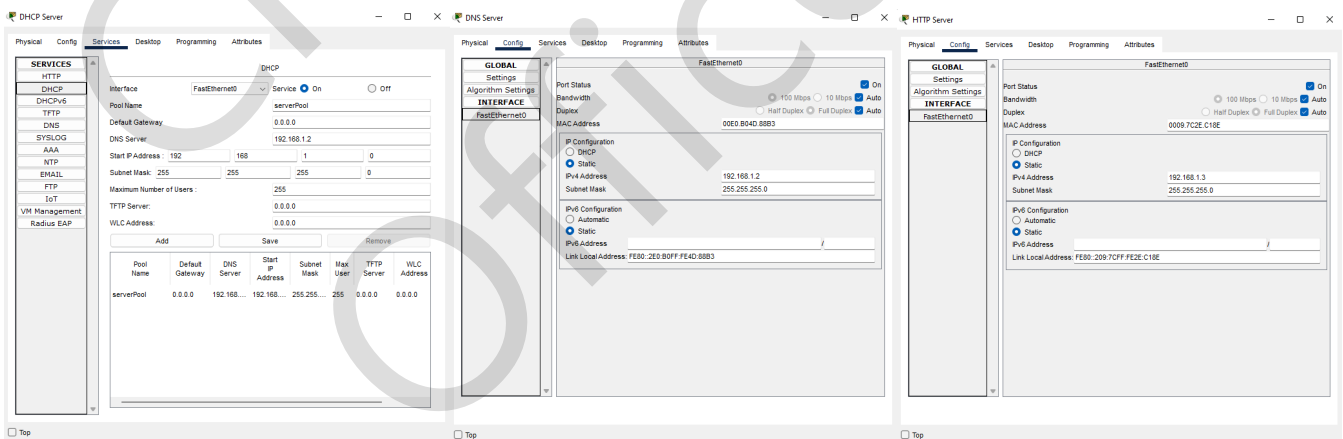 DHCP Server
Physical Config Services Desktop Programming Attributes
SERVICES
HTTP
DHCP
DHCPv6
TFTP
DNS
SYSLOG
AAA
NTP
EMAIL
FTP
IoT
VM Management
Radius EAP
DHCP
Interface FastEthernet0 Service On Off
Pool Name serverPool
Default Gateway 0.0.0.0
DNS Server 192.168.1.2
Start IP Address : 192 168 1 0
Subnet Mask: 255 255 255 0
Maximum Number of Users : 255
TFTP Server: 0.0.0.0
WLC Address: 0.0.0.0
Add Save Remove
Pool Name Default Gateway DNS Server Start IP Address Subnet Mask Max User TFTP Server WLC Address
serverPool 0.0.0.0 192.168.... 192.168.... 255.255.... 255 0.0.0.0 0.0.0.0
Top
DNS Server
Physical Config Services Desktop Programming Attributes
GLOBAL
Settings
Algorithm Settings
INTERFACE
FastEthernet0
FastEthernet0
Port Status On
Bandwidth 100 Mbps 10 Mbps Auto
Duplex Half Duplex Full Duplex Auto
MAC Address 00E0.B04D.88B3
IP Configuration
DHCP
Static
IPv4 Address 192.168.1.2
Subnet Mask 255.255.255.0
IPv6 Configuration
Automatic
Static
IPv6 Address /
Link Local Address: FE80::2E0:B0FF:FE4D:88B3
Top
HTTP Server
Physical Config Services Desktop Programming Attributes
GLOBAL
Settings
Algorithm Settings
INTERFACE
FastEthernet0
FastEthernet0
Port Status On
Bandwidth 100 Mbps 10 Mbps Auto
Duplex Half Duplex Full Duplex Auto
MAC Address 0009.7C2E.C18E
IP Configuration
DHCP
Static
IPv4 Address 192.168.1.3
Subnet Mask 255.255.255.0
IPv6 Configuration
Automatic
Static
IPv6 Address /
Link Local Address: FE80::209:7CFF:FE2E:C18E
Top